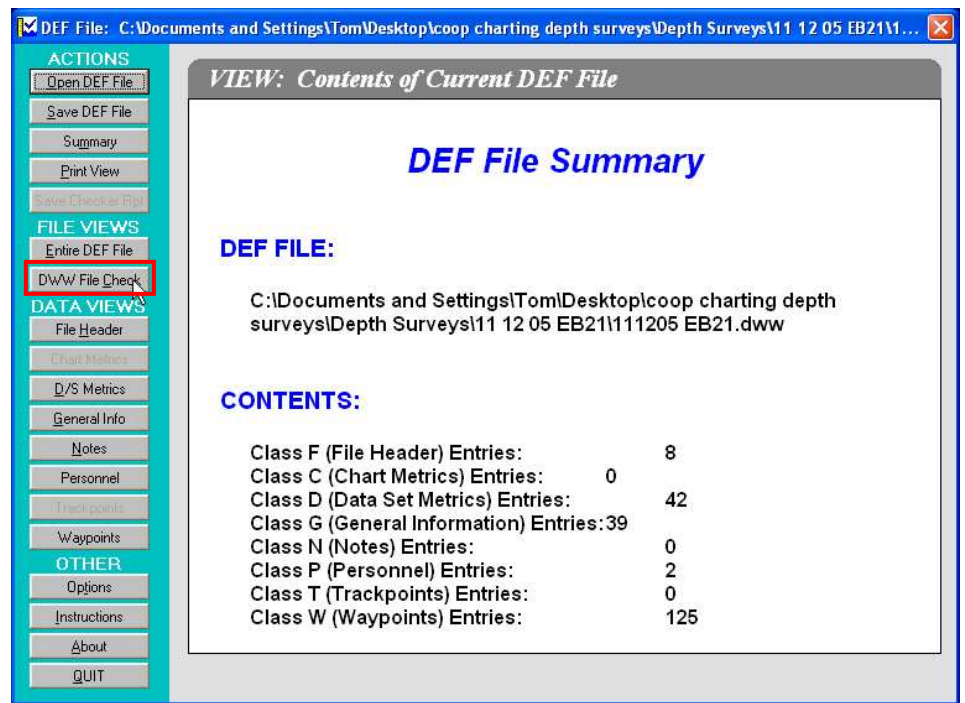 DEF File: C:\Documents and Settings\Tom\Desktop\coop charting depth surveys\Depth Surveys\11 12 05 EB21\1...
ACTIONS
Open DEF File
Save DEF File
Summary
Print View
Save Checker Rpt
FILE VIEWS
Entire DEF File
DWW File Check
DATA VIEWS
File Header
Chart Metrics
D/S Metrics
General Info
Notes
Personnel
Trackpoints
Waypoints
OTHER
Options
Instructions
About
QUIT
VIEW: Contents of Current DEF File
DEF File Summary
DEF FILE:
C:\Documents and Settings\Tom\Desktop\coop charting depth
surveys\Depth Surveys\11 12 05 EB21\111205 EB21.dww
CONTENTS:
Class F (File Header) Entries: 8
Class C (Chart Metrics) Entries: 0
Class D (Data Set Metrics) Entries: 42
Class G (General Information) Entries:39
Class N (Notes) Entries: 0
Class P (Personnel) Entries: 2
Class T (Trackpoints) Entries: 0
Class W (Waypoints) Entries: 125